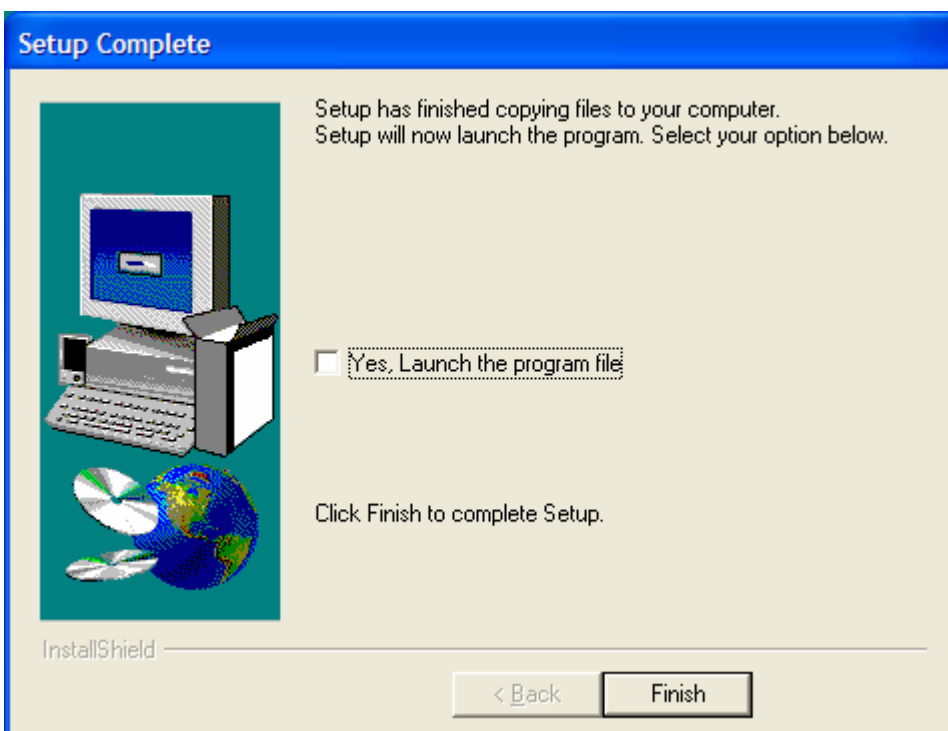 Setup Complete
Setup has finished copying files to your computer.
Setup will now launch the program. Select your option below.
Yes, Launch the program file
Click Finish to complete Setup.
InstallShield
< Back
Finish